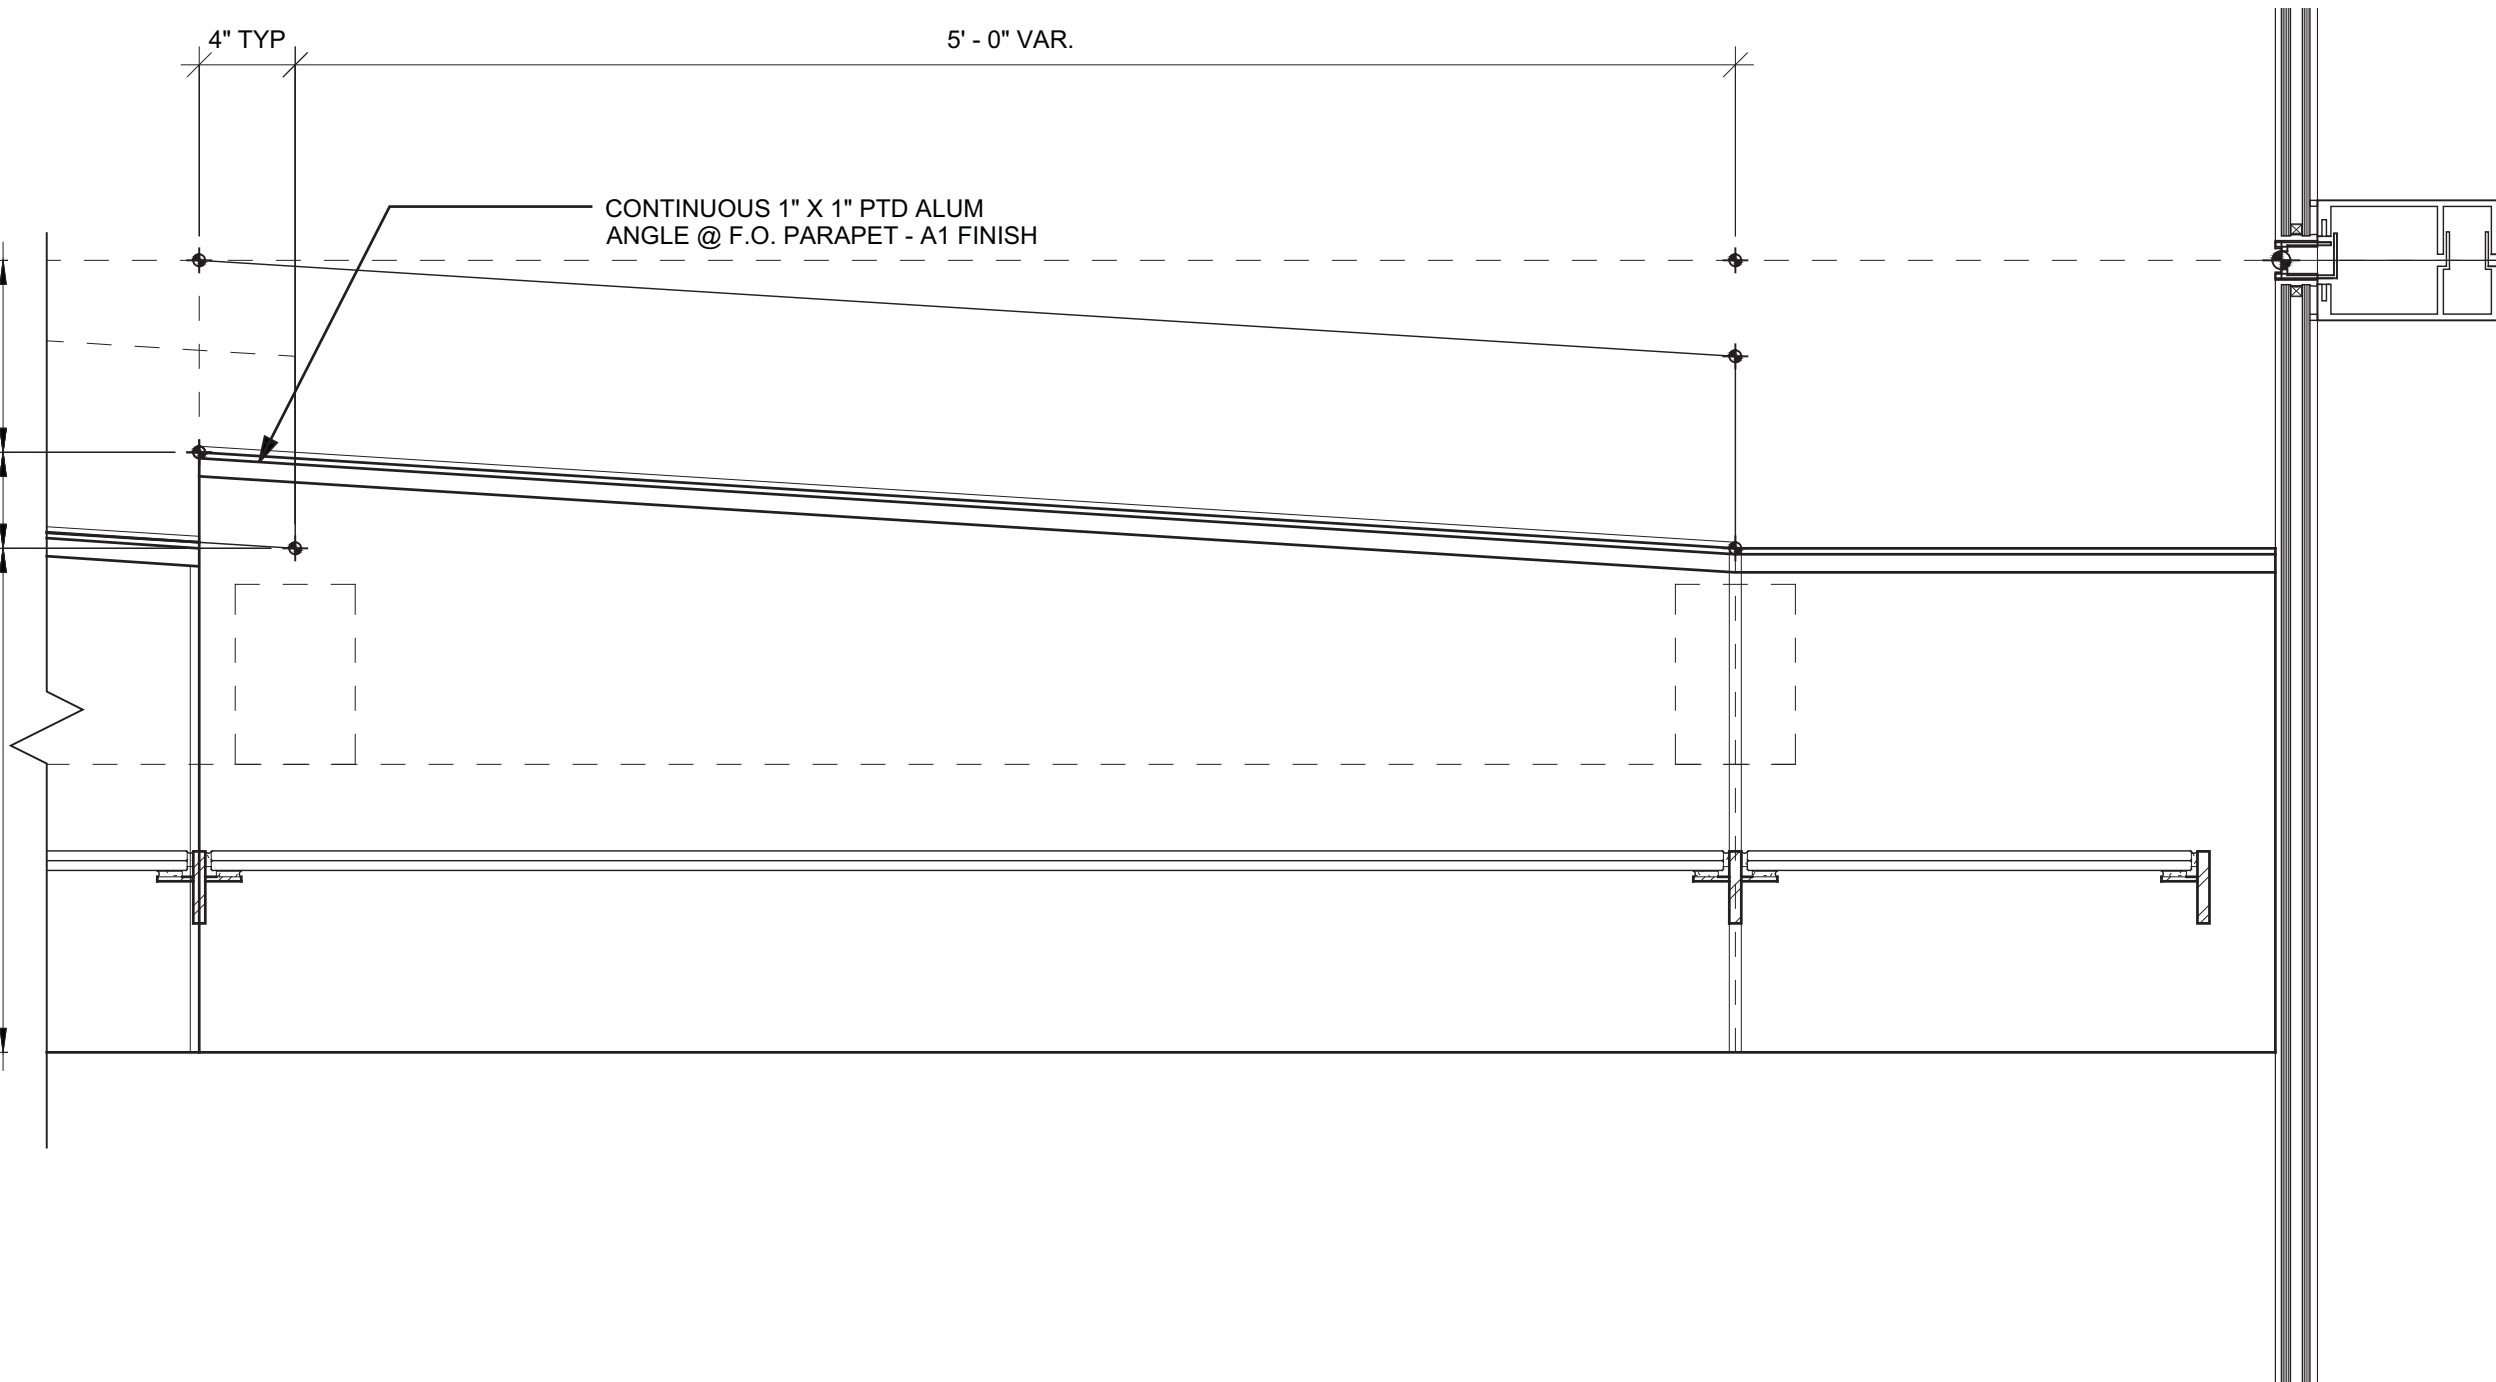 4" TYP
5' - 0" VAR.
CONTINUOUS 1" X 1" PTD ALUM
ANGLE @ F.O. PARAPET - A1 FINISH